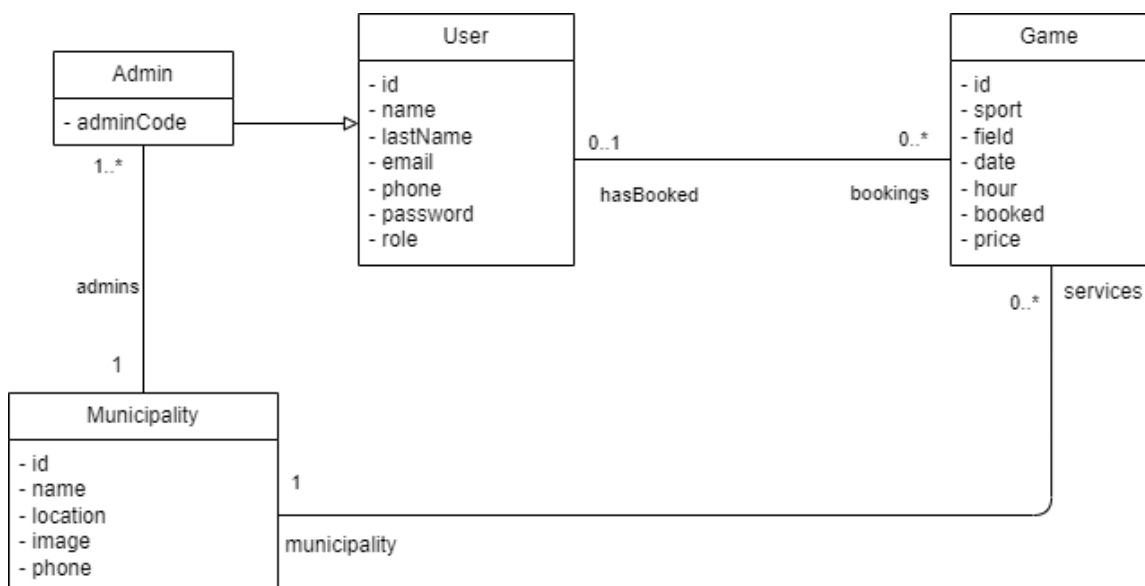 Admin
- adminCode
User
- id
- name
- lastName
- email
- phone
- password
- role
Game
- id
- sport
- field
- date
- hour
- booked
- price
0..1
0..*
hasBooked
bookings
1..*
admins
1
0..*
services
Municipality
- id
- name
- location
- image
- phone
1
municipality